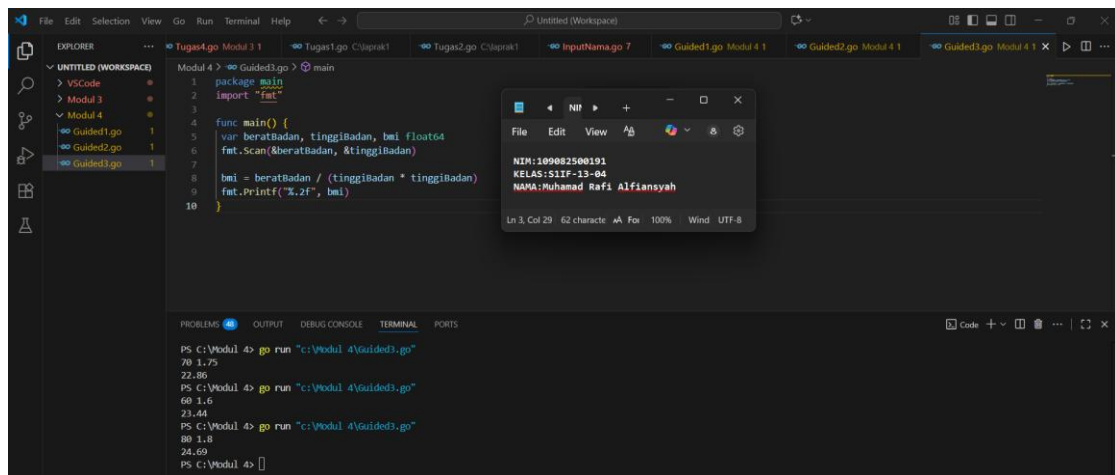 File Edit Selection View Go Run Terminal Help
Untitled (Workspace)
EXPLORER
Tugas4.go Modul 3 1
Tugas1.go C:\laprak1
Tugas2.go C:\laprak1
InputNama.go 7
Guided1.go Modul 4 1
Guided2.go Modul 4 1
Guided3.go Modul 4 1
UNTITLED (WORKSPACE)
VSCode
Modul 3
Modul 4
Guided1.go 1
Guided2.go 1
Guided3.go 1
Modul 4 > Guided3.go > main
1 package main
2 import "fmt"
3
4 func main() {
5 var beratBadan, tinggiBadan, bmi float64
6 fmt.Scan(&beratBadan, &tinggiBadan)
7
8 bmi = beratBadan / (tinggiBadan * tinggiBadan)
9 fmt.Printf("%.2f", bmi)
10 }
NIM
File Edit View
NIM:109082500191
KELAS:S1IF-13-04
NAMA:Muhamad Rafi Alfiansyah
Ln 3, Col 29 62 characte 100% Wind UTF-8
PROBLEMS 48 OUTPUT DEBUG CONSOLE TERMINAL PORTS
Code
PS C:\Modul 4> go run "c:\Modul 4\Guided3.go"
70 1.75
22.86
PS C:\Modul 4> go run "c:\Modul 4\Guided3.go"
60 1.6
23.44
PS C:\Modul 4> go run "c:\Modul 4\Guided3.go"
80 1.8
24.69
PS C:\Modul 4>